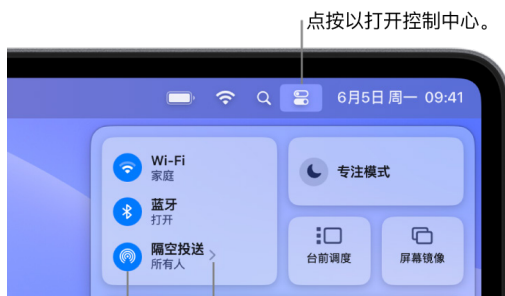 点按以打开控制中心。
6月5日 周一 09:41
Wi-Fi
家庭
专注模式
蓝牙
打开
隔空投送
所有人
台前调度
屏幕镜像